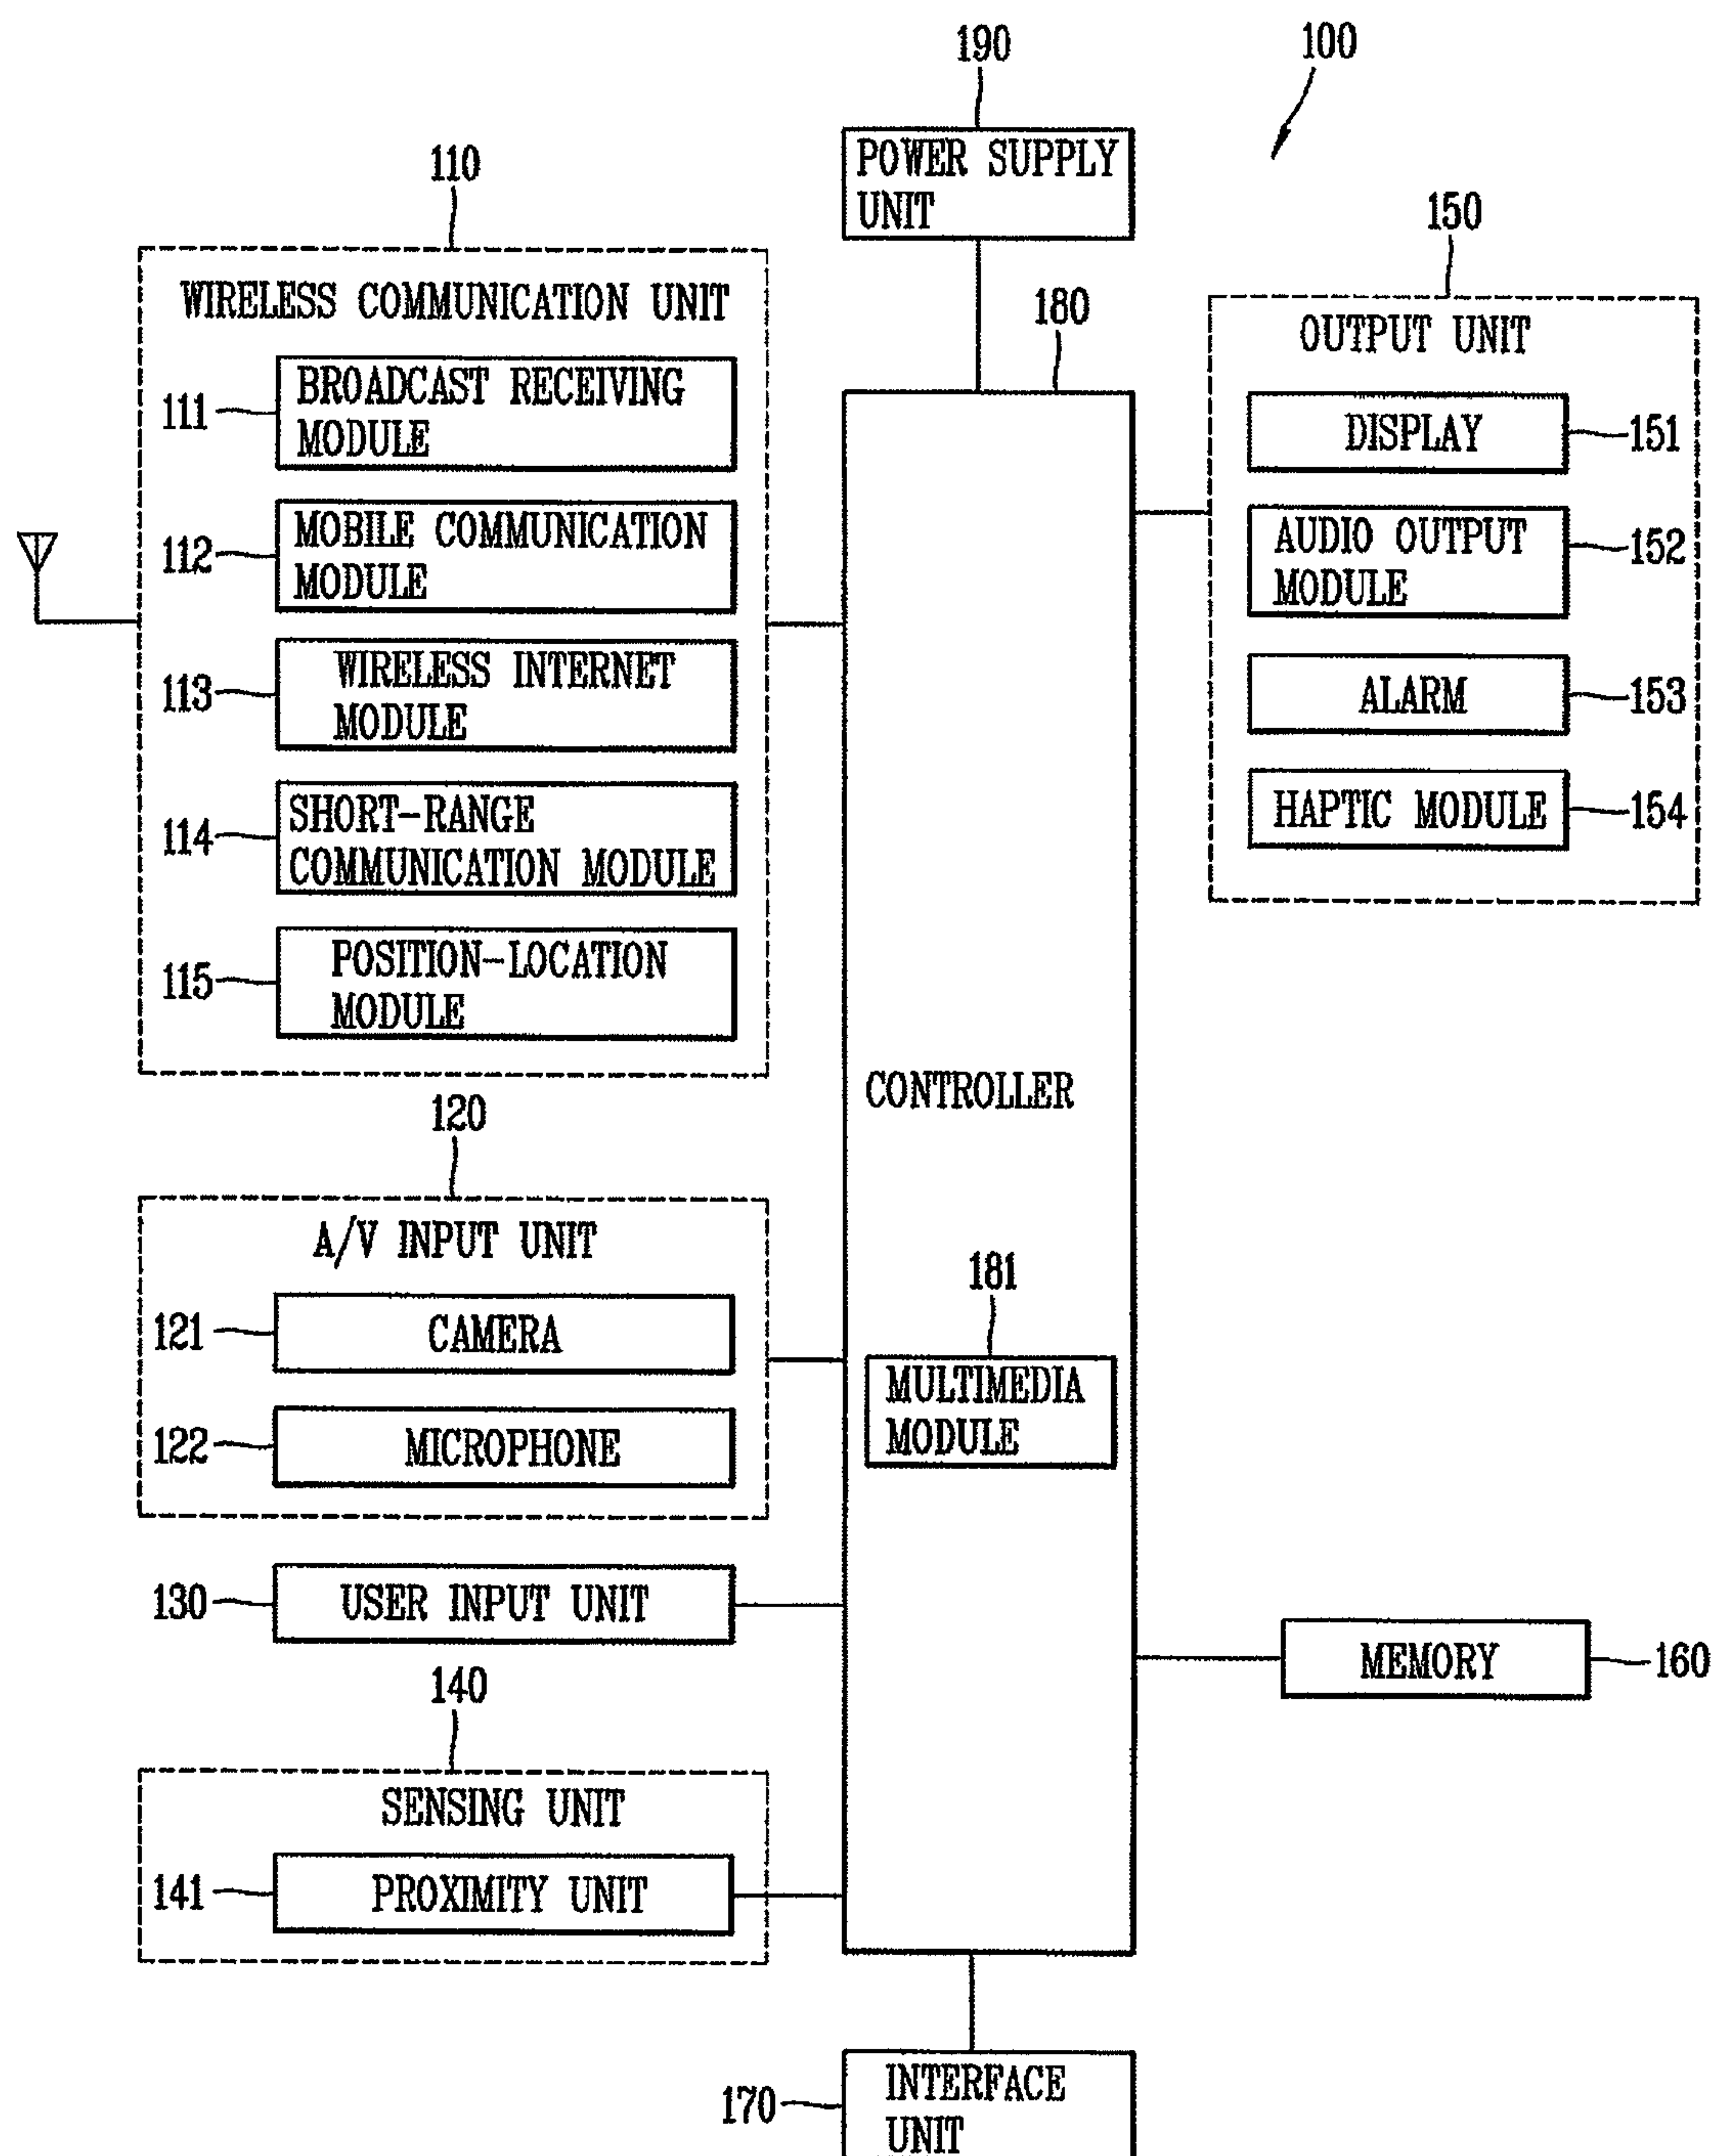 190
100
POWER SUPPLY
UNIT
110
WIRELESS COMMUNICATION UNIT
111
BROADCAST RECEIVING
MODULE
112
MOBILE COMMUNICATION
MODULE
113
WIRELESS INTERNET
MODULE
114
SHORT-RANGE
COMMUNICATION MODULE
115
POSITION-LOCATION
MODULE
120
A/V INPUT UNIT
121
CAMERA
122
MICROPHONE
130
USER INPUT UNIT
140
SENSING UNIT
141
PROXIMITY UNIT
180
CONTROLLER
181
MULTIMEDIA
MODULE
150
OUTPUT UNIT
DISPLAY
151
AUDIO OUTPUT
MODULE
152
ALARM
153
HAPTIC MODULE
154
MEMORY
160
170
INTERFACE
UNIT